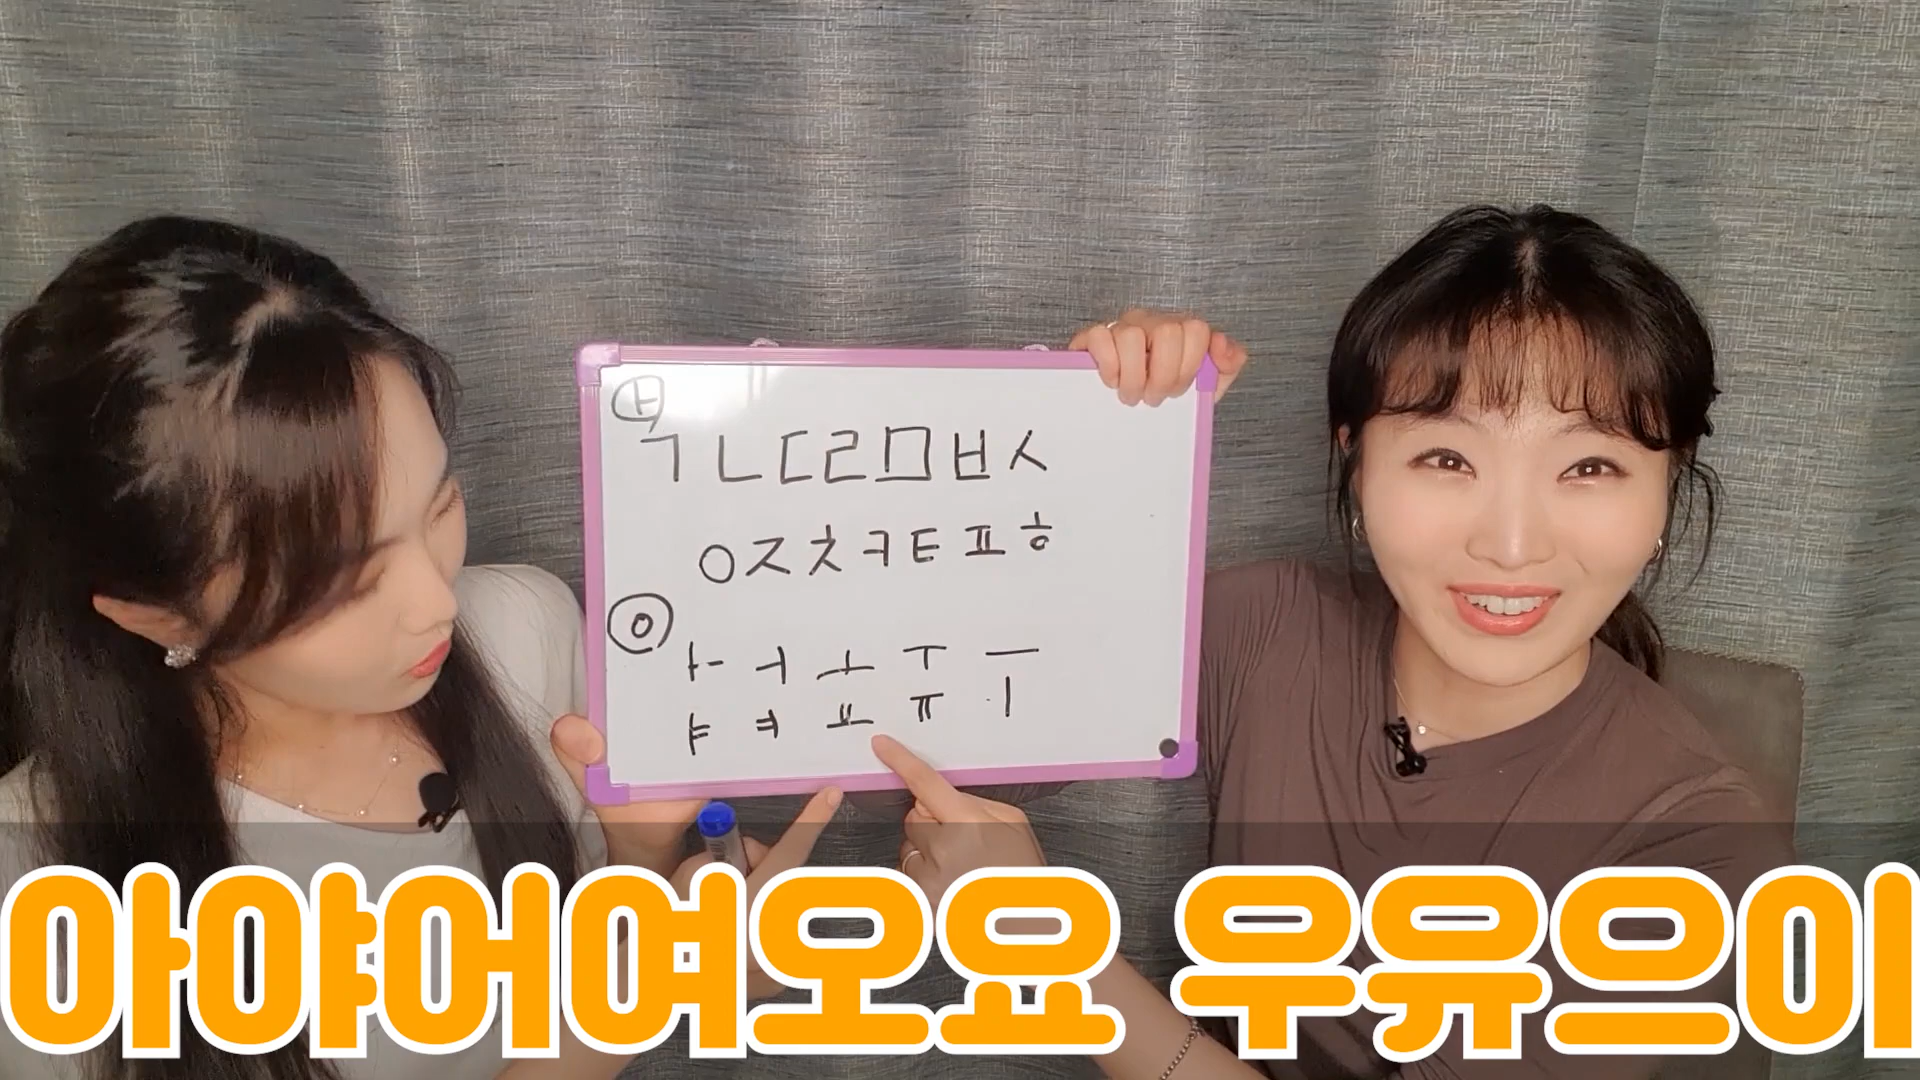 ㅏ
ㄱㄴㄷㄹㅁㅂㅅ
ㅇㅈㅊㅋㅌㅍㅎ
ㅇ
ㅏㅓㅗㅜㅡ
ㅑㅕㅛㅠㅣ
아야어여오요 우유으이